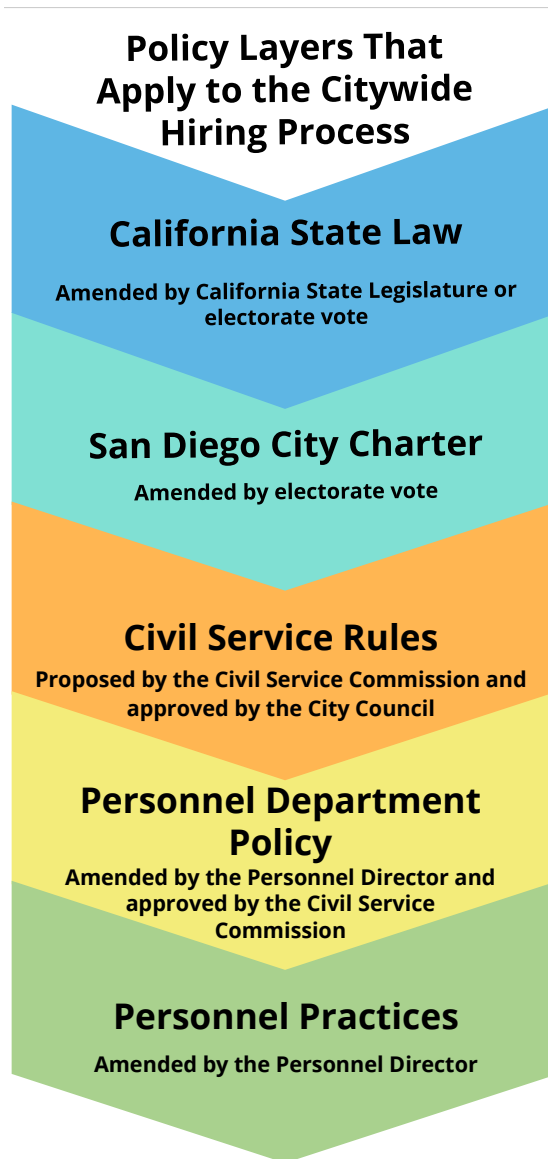 Policy Layers That
Apply to the Citywide
Hiring Process
California State Law
Amended by California State Legislature or
electorate vote
San Diego City Charter
Amended by electorate vote
Civil Service Rules
Proposed by the Civil Service Commission and
approved by the City Council
Personnel Department
Policy
Amended by the Personnel Director and
approved by the Civil Service
Commission
Personnel Practices
Amended by the Personnel Director